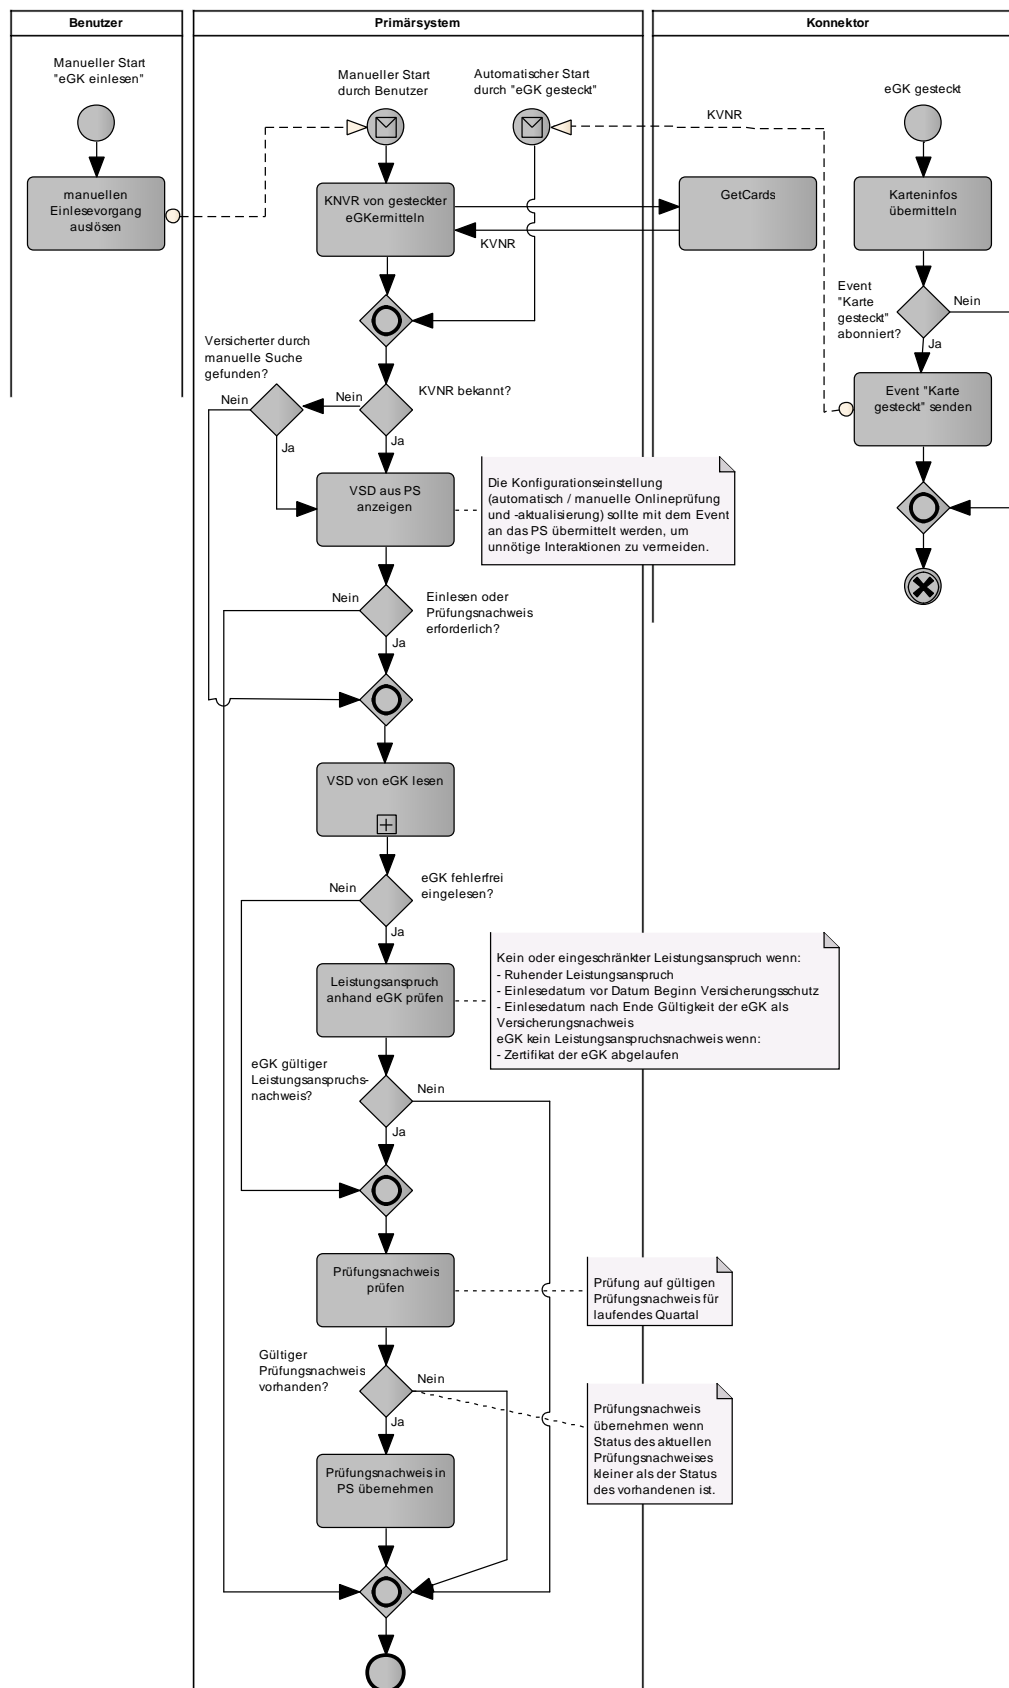 Benutzer
Primärsystem
Konnektor
Manueller Start
"eGK einlesen"
manuellen
Einlesevorgang
auslösen
Manueller Start
durch Benutzer
Automatischer Start
durch "eGK gesteckt"
KVNR
eGK gesteckt
KNVR von gesteckter
eGKermitteln
KVNR
GetCards
Karteninfos
übermitteln
Event
"Karte
gesteckt"
abonniert?
Nein
Ja
Event "Karte
gesteckt" senden
Versicherter durch
manuelle Suche
gefunden?
Nein
Ja
Nein
KVNR bekannt?
Ja
VSD aus PS
anzeigen
Die Konfigurationseinstellung
(automatisch / manuelle Onlineprüfung
und -aktualisierung) sollte mit dem Event
an das PS übermittelt werden, um
unnötige Interaktionen zu vermeiden.
Nein
Einlesen oder
Prüfungsnachweis
erforderlich?
Ja
VSD von eGK lesen
Nein
eGK fehlerfrei
eingelesen?
Ja
Leistungsanspruch
anhand eGK prüfen
Kein oder eingeschränkter Leistungsanspruch wenn:
- Ruhender Leistungsanspruch
- Einlesedatum vor Datum Beginn Versicherungsschutz
- Einlesedatum nach Ende Gültigkeit der eGK als
Versicherungsnachweis
eGK kein Leistungsanspruchsnachweis wenn:
- Zertifikat der eGK abgelaufen
eGK gültiger
Leistungsanspruchs-
nachweis?
Nein
Ja
Prüfungsnachweis
prüfen
Prüfung auf gültigen
Prüfungsnachweis für
laufendes Quartal
Gültiger
Prüfungsnachweis
vorhanden?
Nein
Ja
Prüfungsnachweis
übernehmen wenn
Status des aktuellen
Prüfungsnachweises
kleiner als der Status
des vorhandenen ist.
Prüfungsnachweis in
PS übernehmen